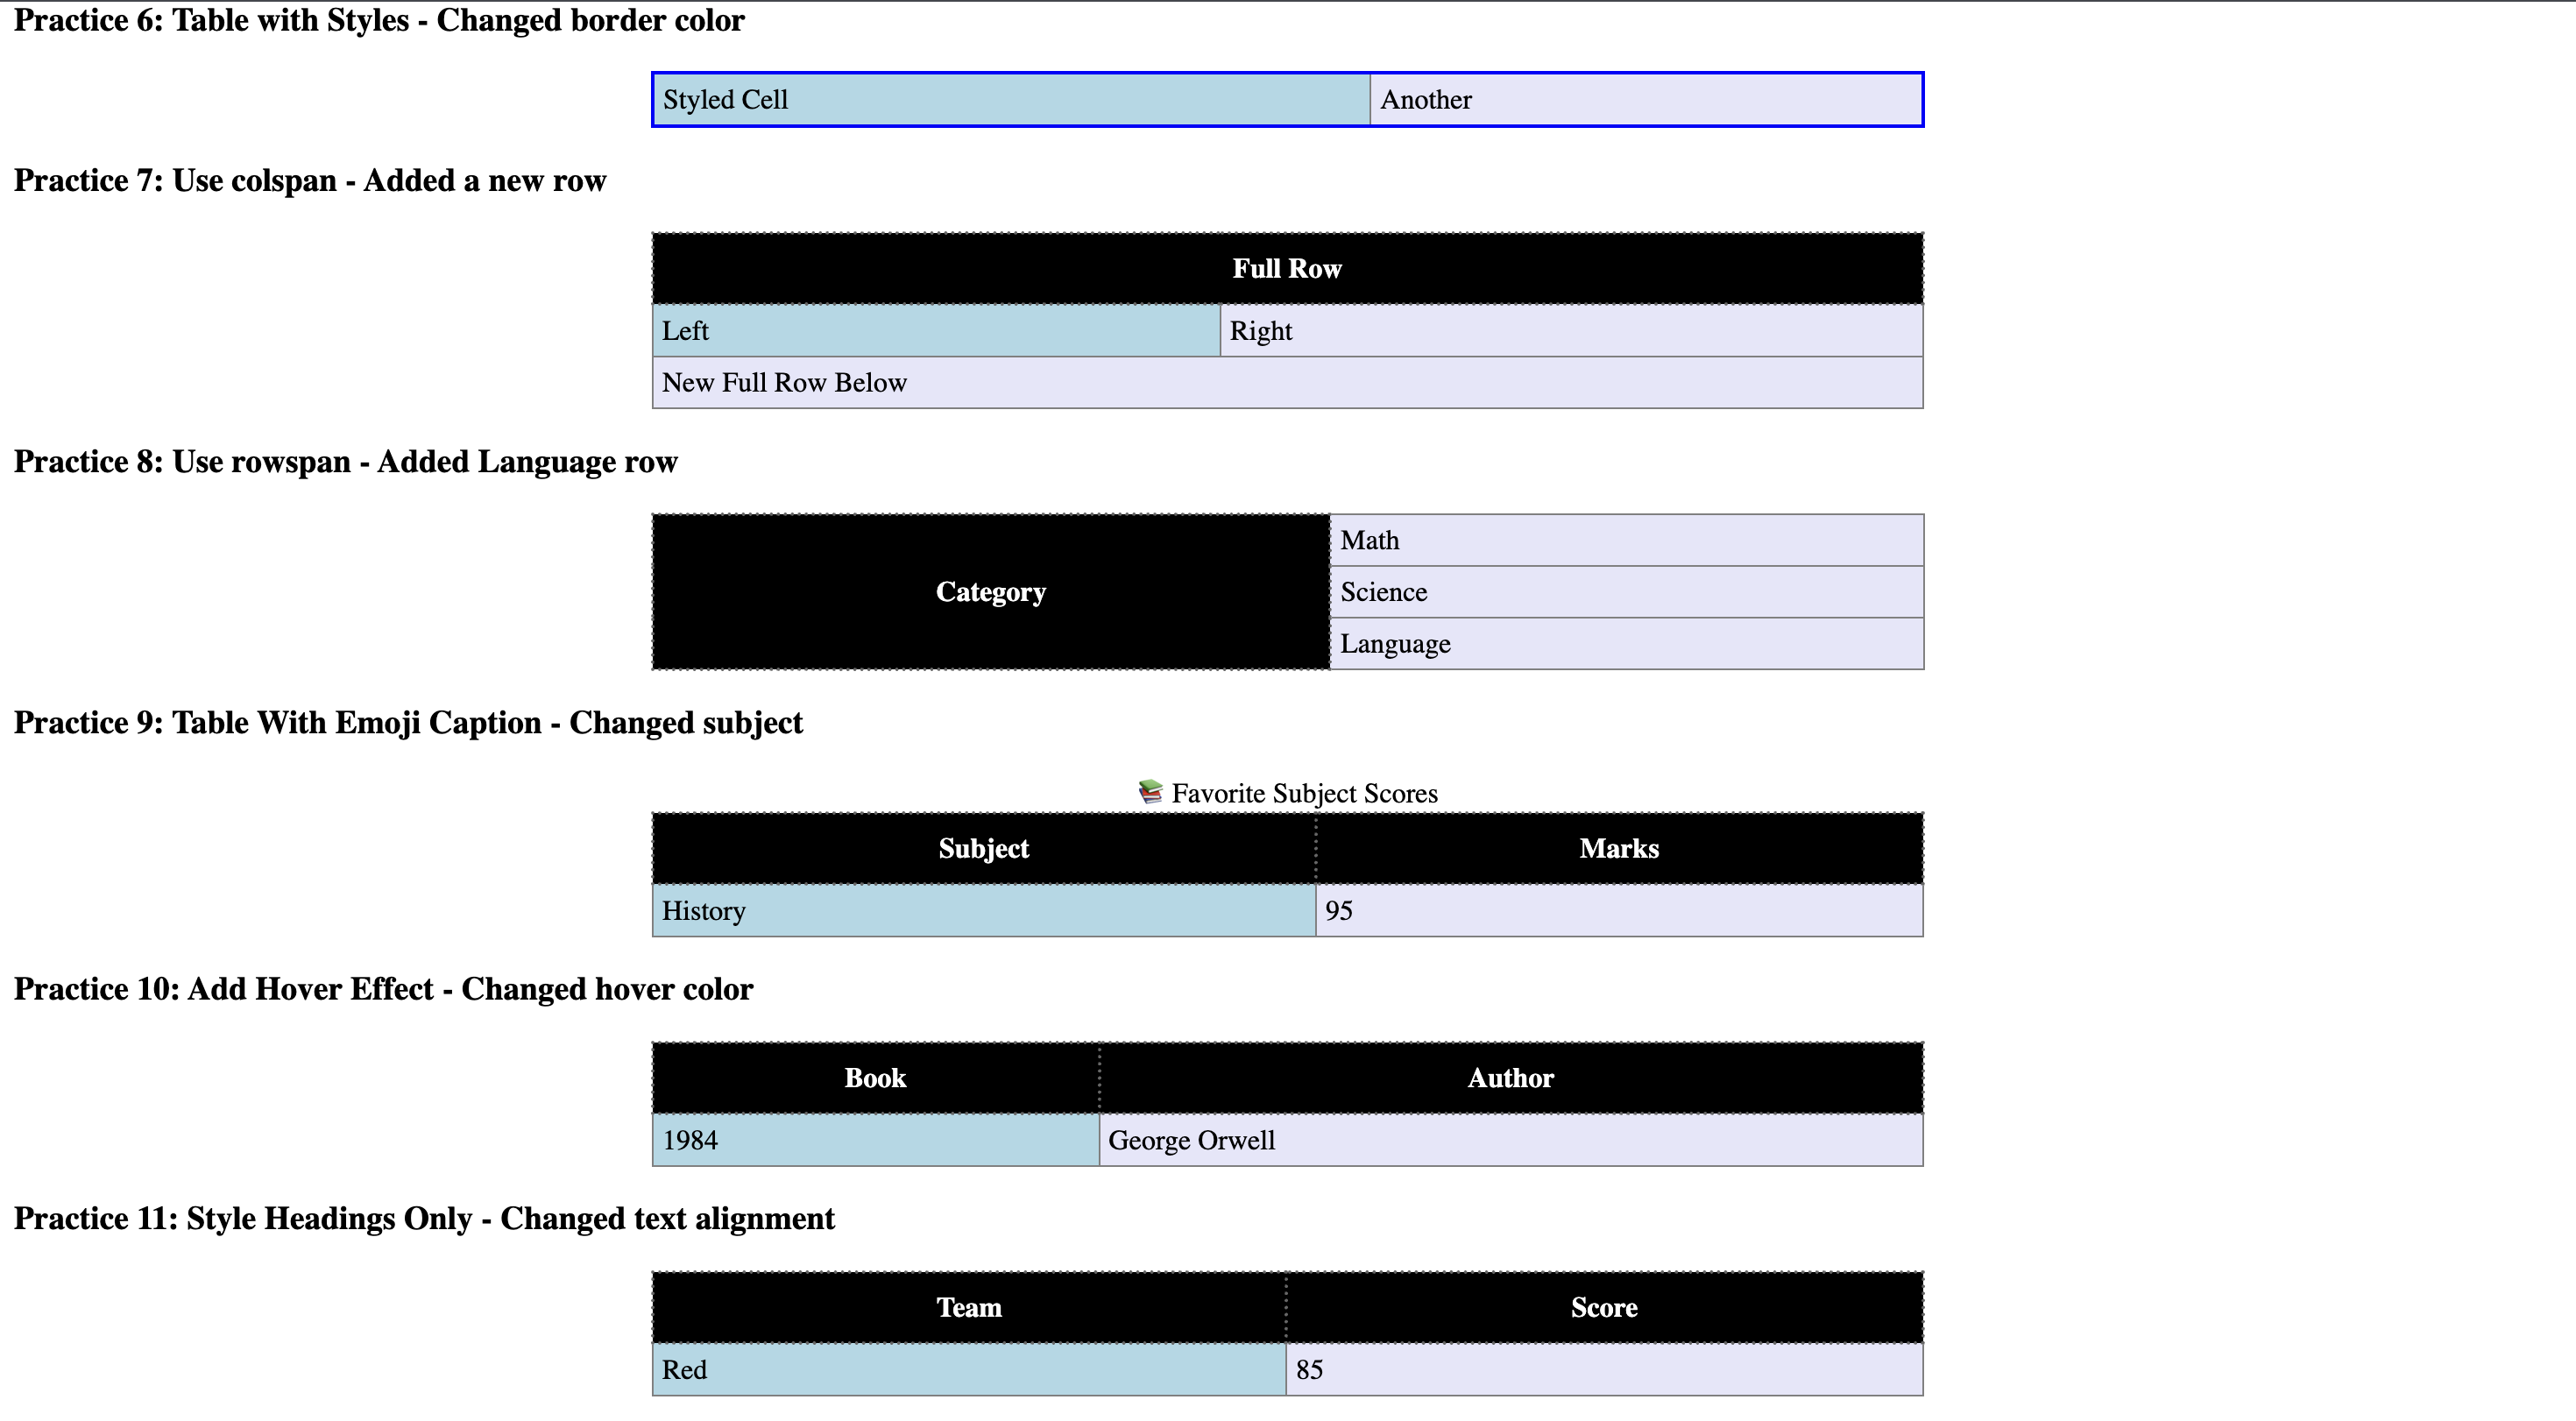 Practice 6: Table with Styles - Changed border color
Styled Cell Another
Practice 7: Use colspan - Added a new row
Full Row
Left Right
New Full Row Below
Practice 8: Use rowspan - Added Language row
Category
Math
Science
Language
Practice 9: Table With Emoji Caption - Changed subject
📚 Favorite Subject Scores
Subject Marks
History 95
Practice 10: Add Hover Effect - Changed hover color
Book Author
1984 George Orwell
Practice 11: Style Headings Only - Changed text alignment
Team Score
Red 85